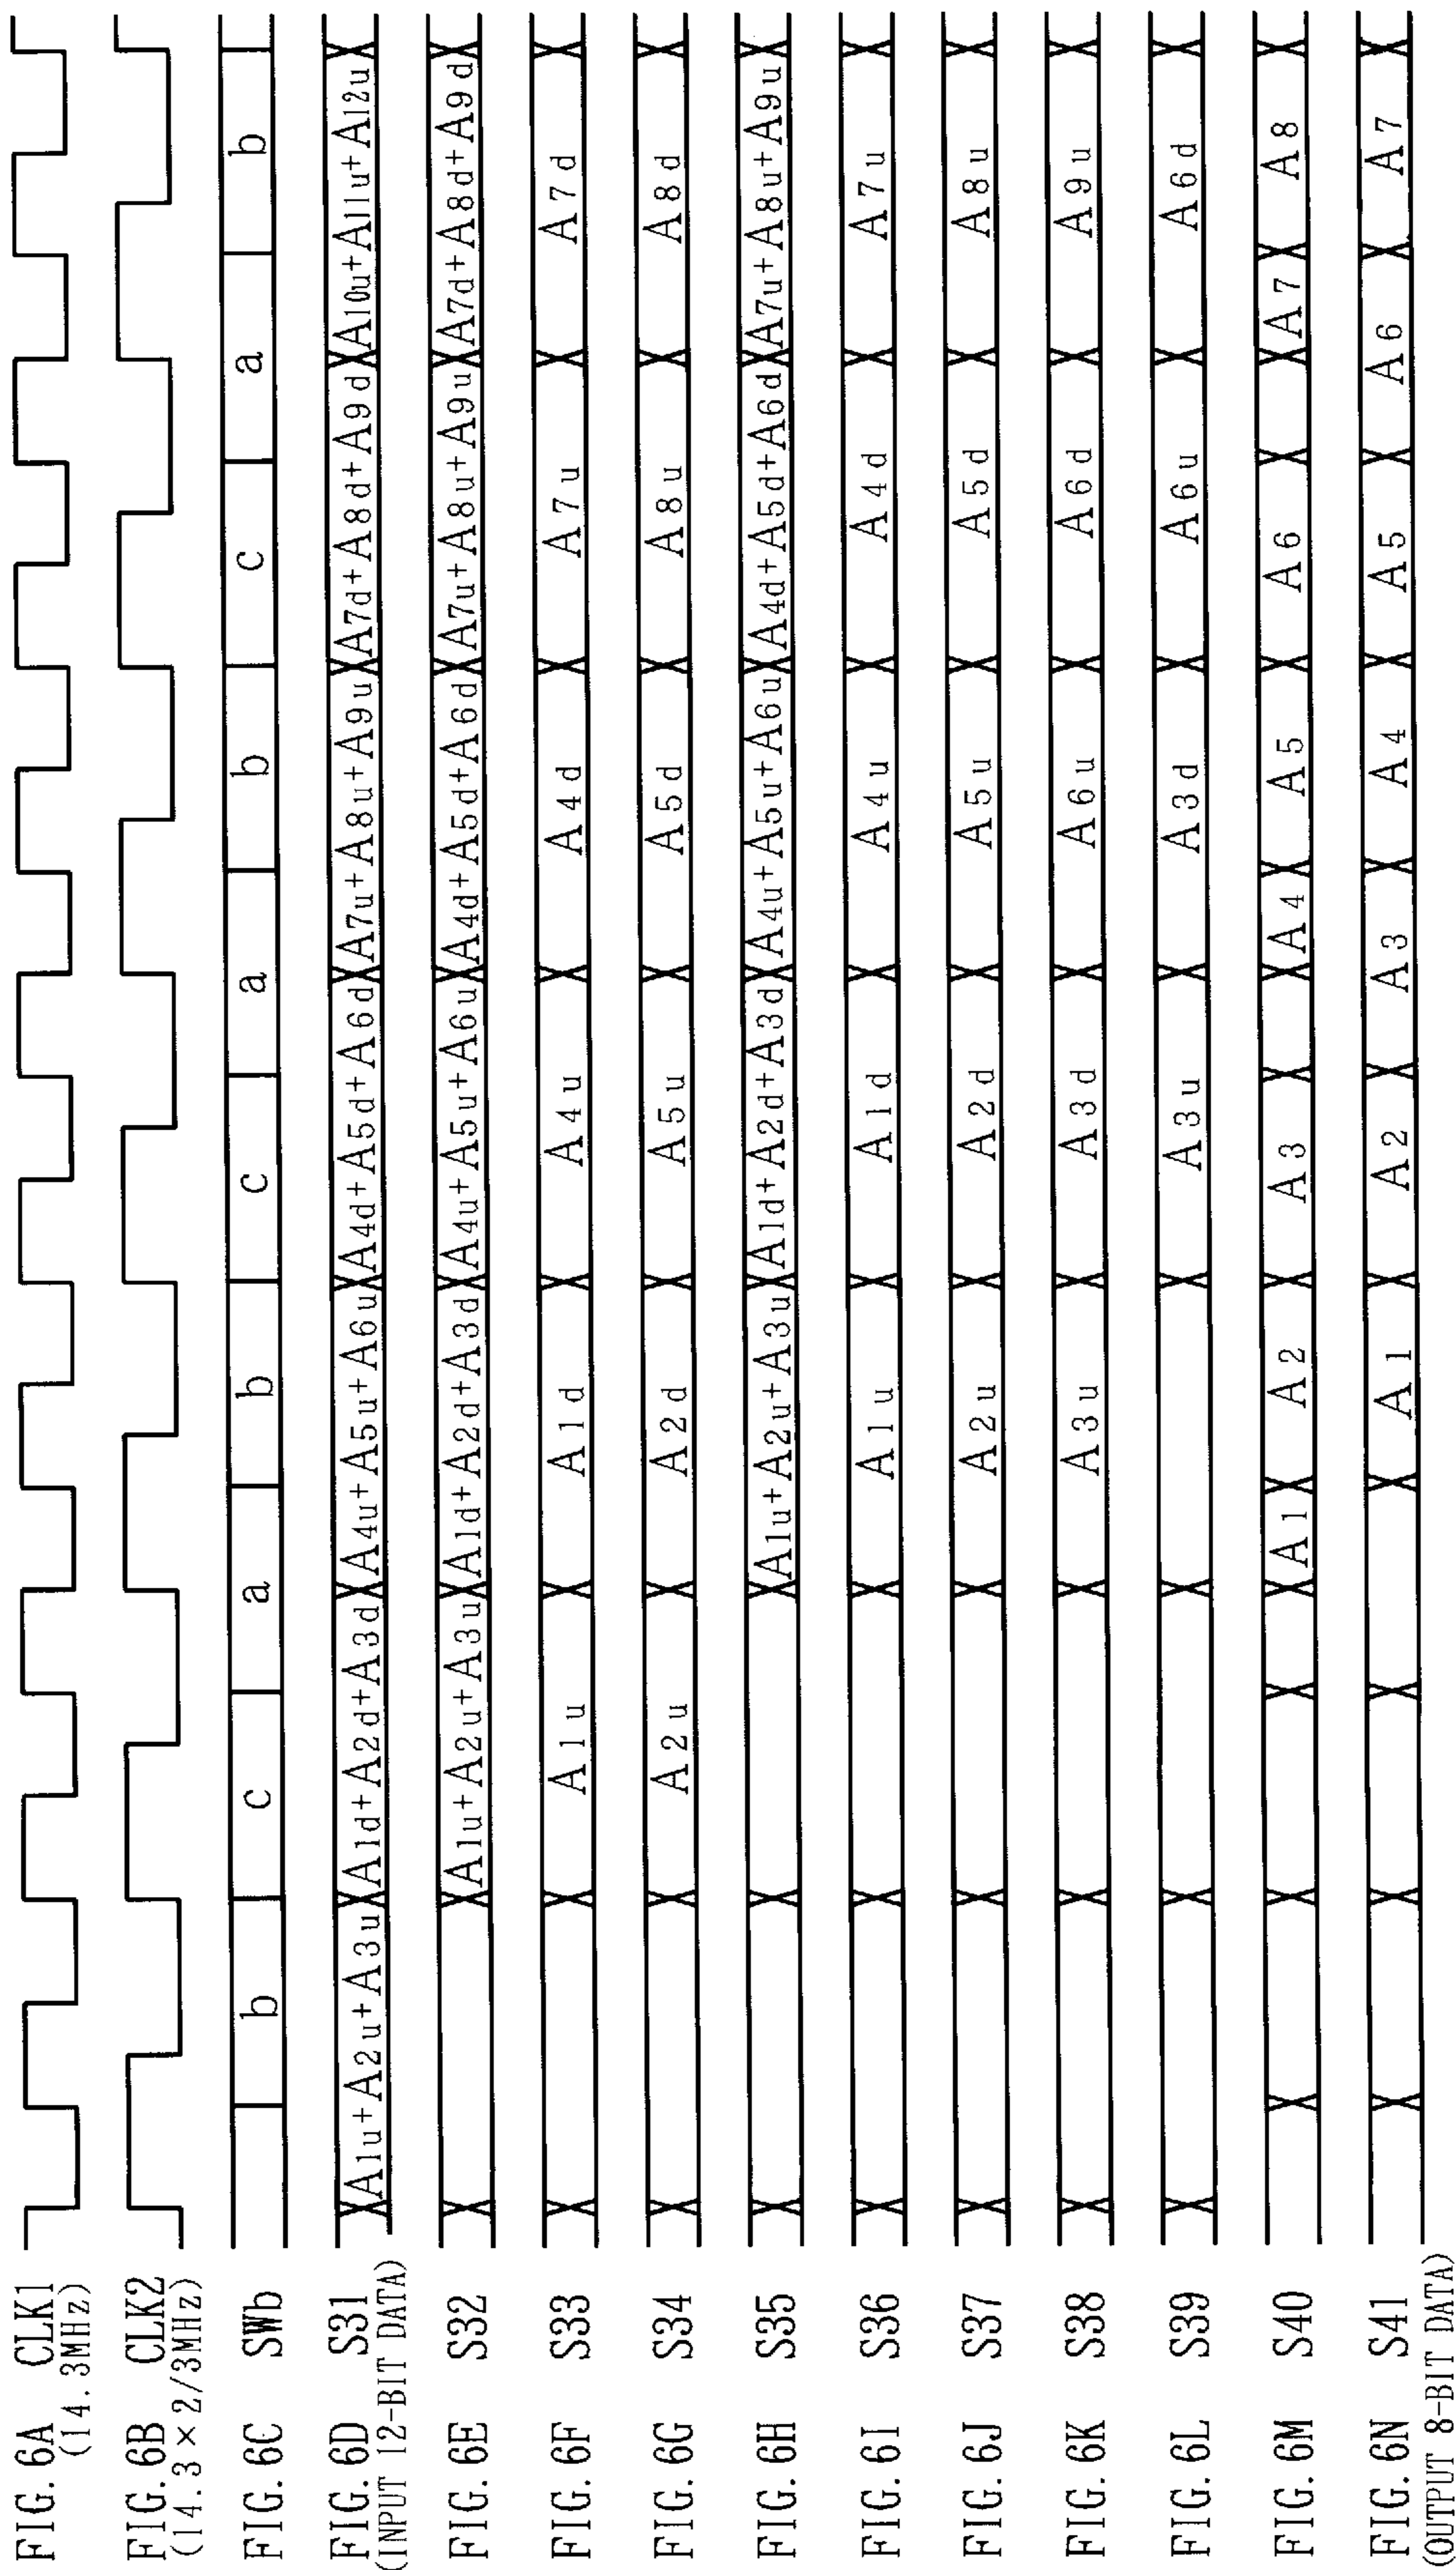 FIG. 6A CLK1
(14.3MHz)
FIG. 6B CLK2
(14.3×2/3MHz)
FIG. 6C SWb b c a b c a b c a b
FIG. 6D S31 A1u+A2u+A3u A1d+A2d+A3d A4u+A5u+A6u A4d+A5d+A6d A7u+A8u+A9u A7d+A8d+A9d A10u+A11u+A12u
(INPUT 12-BIT DATA)
FIG. 6E S32 A1u+A2u+A3u A1d+A2d+A3d A4u+A5u+A6u A4d+A5d+A6d A7u+A8u+A9u A7d+A8d+A9d
FIG. 6F S33 A1u A1d A4u A4d A7u A7d
FIG. 6G S34 A2u A2d A5u A5d A8u A8d
FIG. 6H S35 A1u+A2u+A3u A1d+A2d+A3d A4u+A5u+A6u A4d+A5d+A6d A7u+A8u+A9u
FIG. 6I S36 A1u A1d A4u A4d A7u
FIG. 6J S37 A2u A2d A5u A5d A8u
FIG. 6K S38 A3u A3d A6u A6d A9u
FIG. 6L S39 A3u A3d A6u A6d
FIG. 6M S40 A1 A2 A3 A4 A5 A6 A7 A8
FIG. 6N S41 A1 A2 A3 A4 A5 A6 A7
(OUTPUT 8-BIT DATA)